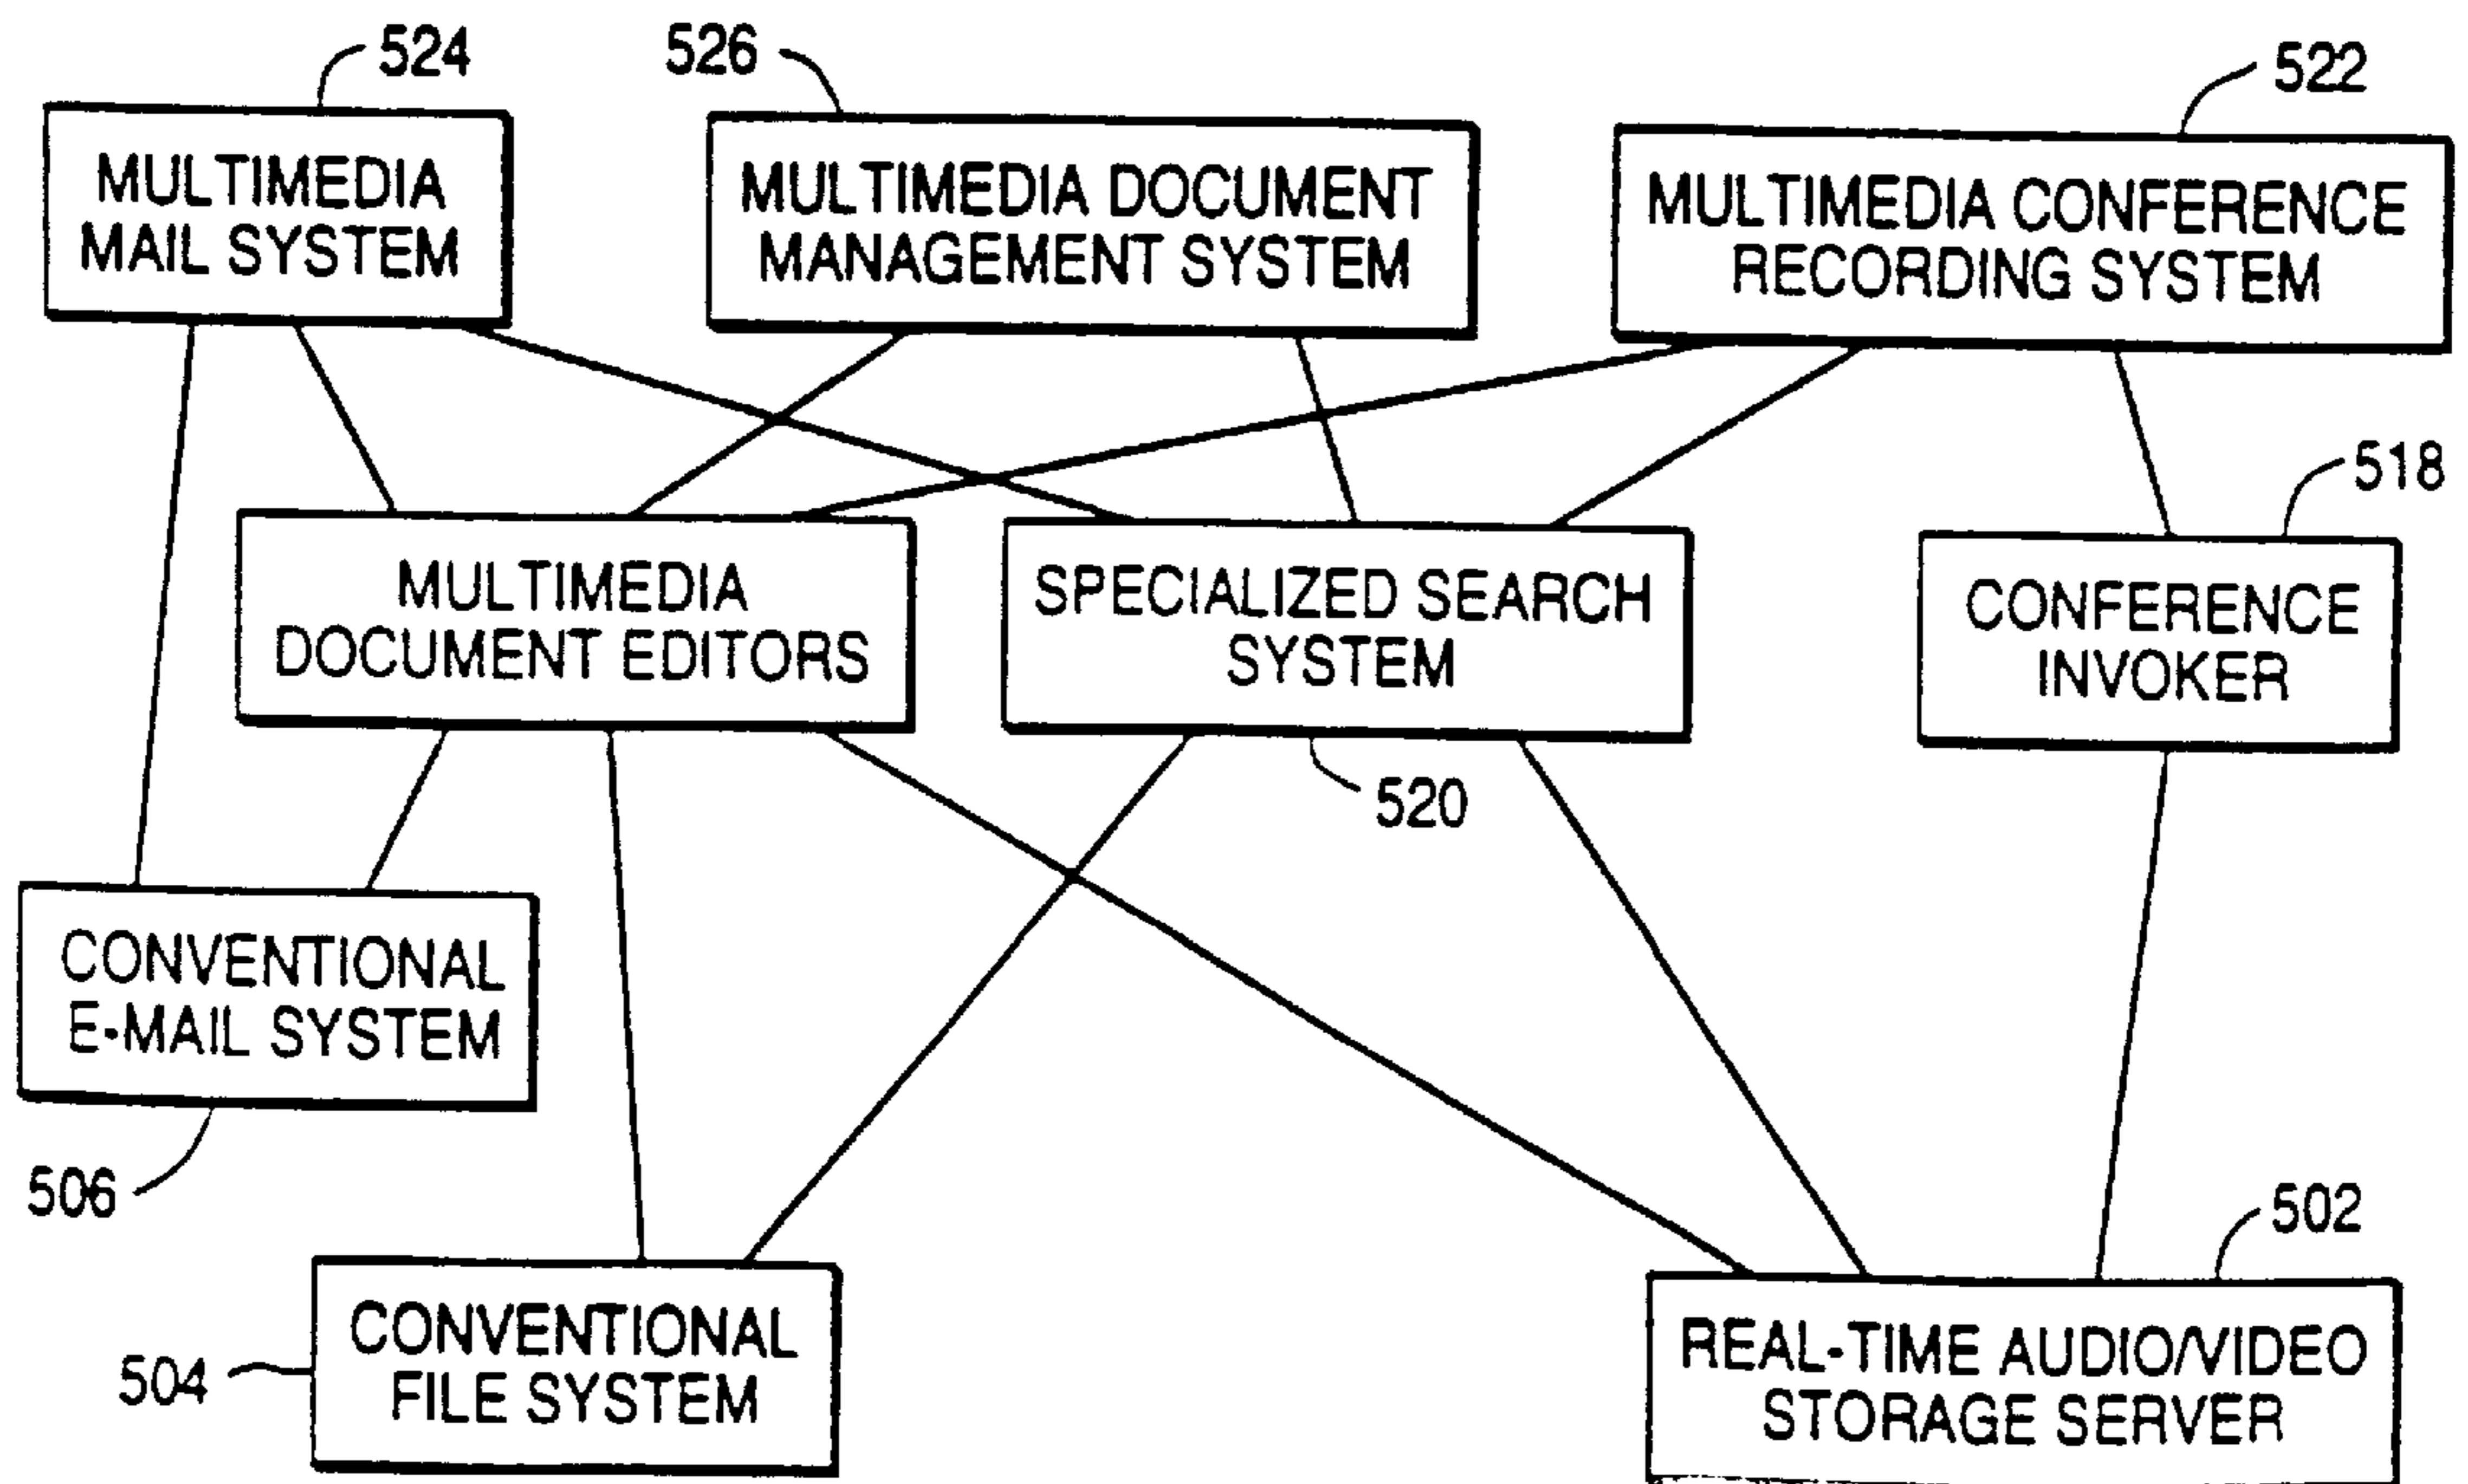 524
526
522
MULTIMEDIA
MAIL SYSTEM
MULTIMEDIA DOCUMENT
MANAGEMENT SYSTEM
MULTIMEDIA CONFERENCE
RECORDING SYSTEM
518
MULTIMEDIA
DOCUMENT EDITORS
SPECIALIZED SEARCH
SYSTEM
CONFERENCE
INVOKER
520
CONVENTIONAL
E-MAIL SYSTEM
506
502
CONVENTIONAL
FILE SYSTEM
504
REAL-TIME AUDIO/VIDEO
STORAGE SERVER